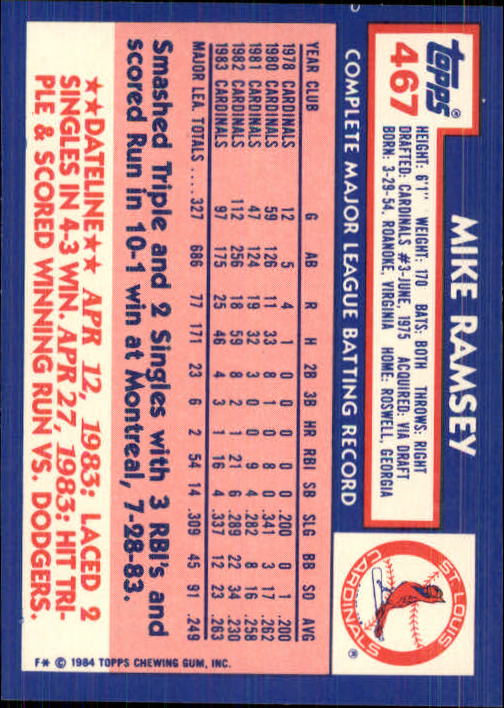 Topps®
467
MIKE RAMSEY
HEIGHT: 6'1" WEIGHT: 170 BATS: BOTH THROWS: RIGHT
DRAFTED: CARDINALS #3-JUNE, 1975 ACQUIRED: VIA DRAFT
BORN: 3-29-54, ROANOKE, VIRGINIA HOME: ROSWELL, GEORGIA
ST. LOUIS
CARDINALS ®
COMPLETE MAJOR LEAGUE BATTING RECORD
YEAR CLUB G AB R H 2B 3B HR RBI SB SLG BB SO AVG
1978 CARDINALS 12 5 4 1 0 0 0 0 0 .200 0 1 .200
1980 CARDINALS 59 126 11 33 8 1 0 8 0 .341 3 17 .262
1981 CARDINALS 47 124 19 32 3 0 0 9 4 .282 8 16 .258
1982 CARDINALS 112 256 18 59 8 2 1 21 6 .289 22 34 .230
1983 CARDINALS 97 175 25 46 4 3 1 16 4 .337 12 23 .263
MAJOR LEA. TOTALS .... 327 686 77 171 23 6 2 54 14 .309 45 91 .249
Smashed Triple and 2 Singles with 3 RBI's and
scored Run in 10-1 win at Montreal, 7-28-83.
★★DATELINE★★ APR 12, 1983: LACED 2
SINGLES IN 4-3 WIN. APR 27, 1983: HIT TRI-
PLE & SCORED WINNING RUN VS. DODGERS.
F* © 1984 TOPPS CHEWING GUM, INC.